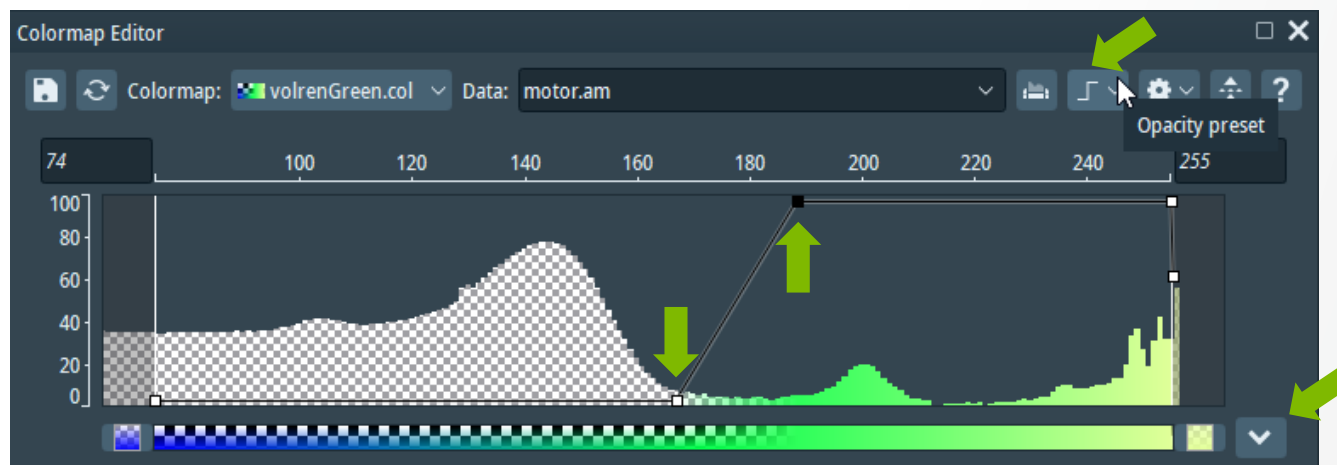 Colormap Editor
Colormap: volrenGreen.col Data: motor.am
?
Opacity preset
74 100 120 140 160 180 200 220 240 255
100
80
60
40
20
0